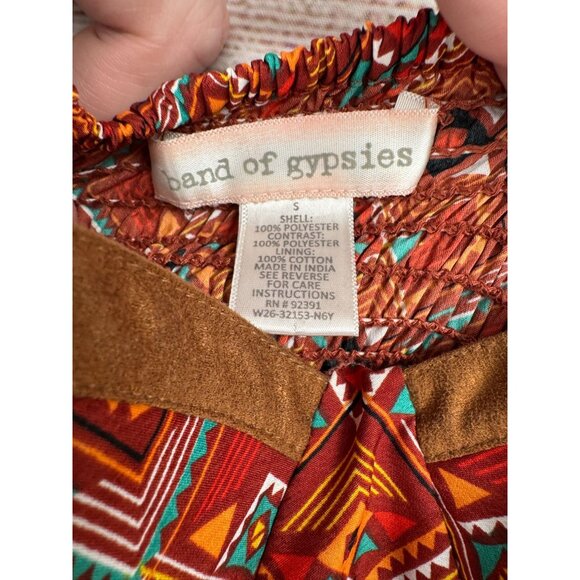 band of gypsies
S
SHELL:
100% POLYESTER
CONTRAST:
100% POLYESTER
LINING:
100% COTTON
MADE IN INDIA
SEE REVERSE
FOR CARE
INSTRUCTIONS
RN # 92391
W26-32153-N6Y